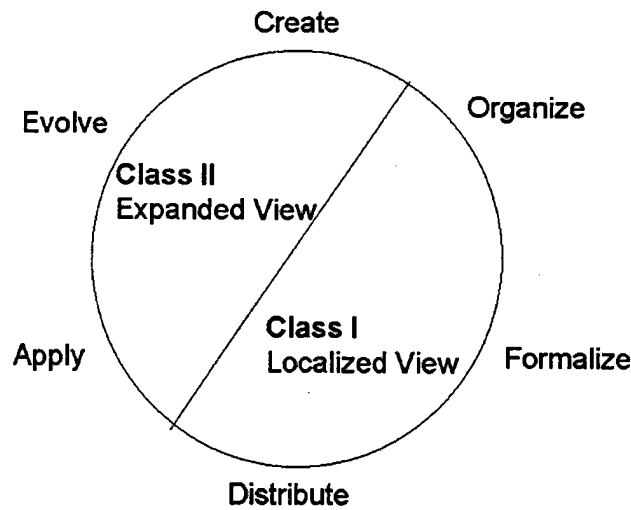 Create
Organize
Evolve
Class II
Expanded View
Class I
Localized View
Apply
Formalize
Distribute